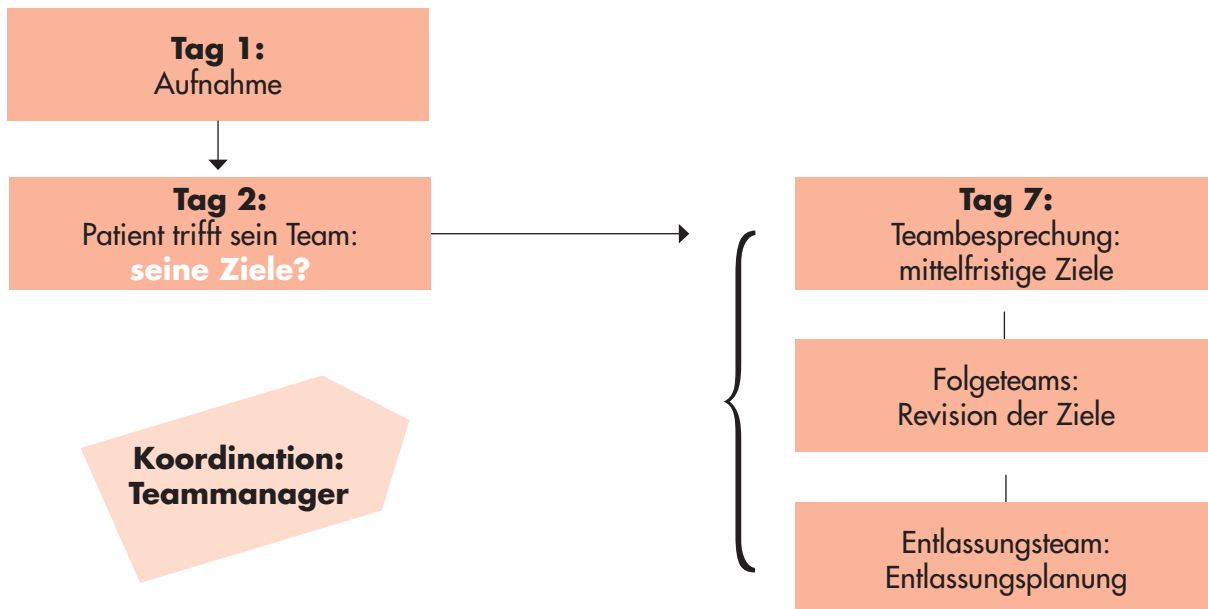 Tag 1:
Aufnahme
Tag 2:
Patient trifft sein Team:
seine Ziele?
Koordination:
Teammanager
Tag 7:
Teambesprechung:
mittelfristige Ziele
Folgeteams:
Revision der Ziele
Entlassungsteam:
Entlassungsplanung